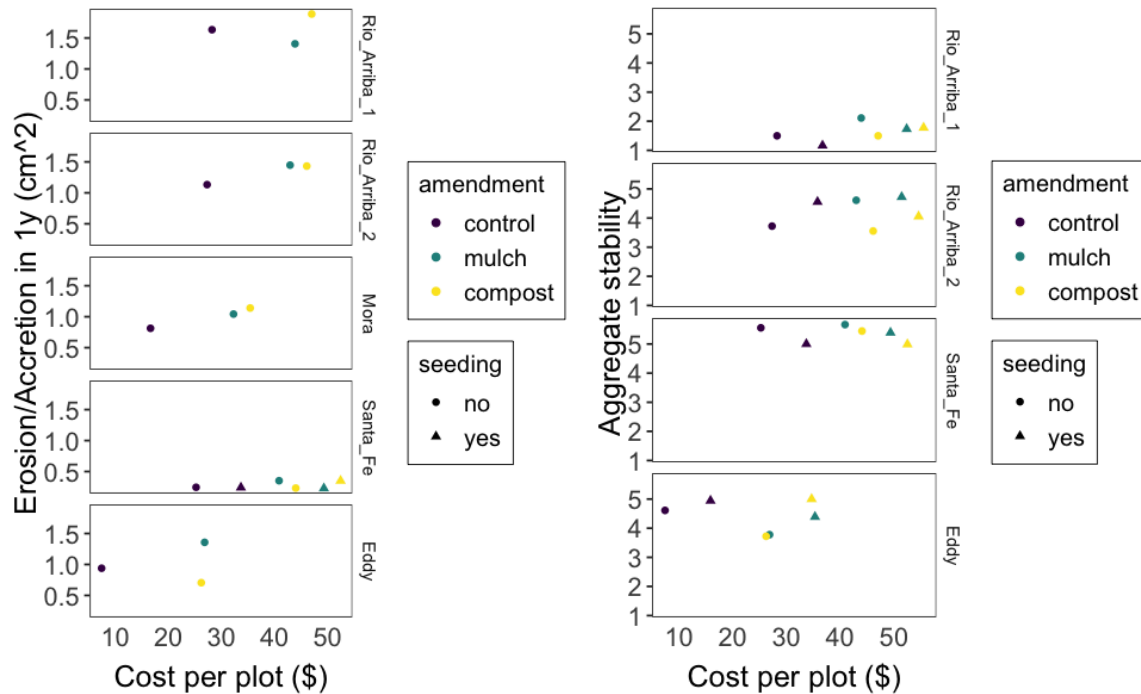 Erosion/Accretion in 1y (cm^2)
1.5
1.0
0.5
Rio_Arriba_1
1.5
1.0
0.5
Rio_Arriba_2
1.5
1.0
0.5
Mora
1.5
1.0
0.5
Santa_Fe
1.5
1.0
0.5
Eddy
10 20 30 40 50
Cost per plot ($)
amendment
control
mulch
compost
seeding
no
yes
Aggregate stability
5
4
3
2
1
Rio_Arriba_1
5
4
3
2
1
Rio_Arriba_2
5
4
3
2
1
Santa_Fe
5
4
3
2
1
Eddy
10 20 30 40 50
Cost per plot ($)
amendment
control
mulch
compost
seeding
no
yes